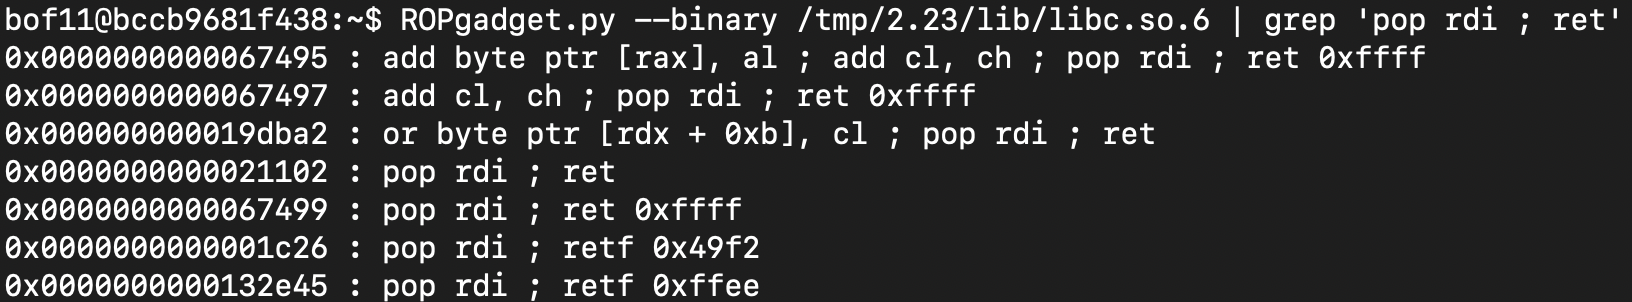 bof11@bccb9681f438:~$ ROPgadget.py --binary /tmp/2.23/lib/libc.so.6 | grep 'pop rdi ; ret'
0x0000000000067495 : add byte ptr [rax], al ; add cl, ch ; pop rdi ; ret 0xffff
0x0000000000067497 : add cl, ch ; pop rdi ; ret 0xffff
0x000000000019dba2 : or byte ptr [rdx + 0xb], cl ; pop rdi ; ret
0x0000000000021102 : pop rdi ; ret
0x0000000000067499 : pop rdi ; ret 0xffff
0x0000000000001c26 : pop rdi ; retf 0x49f2
0x0000000000132e45 : pop rdi ; retf 0xffee